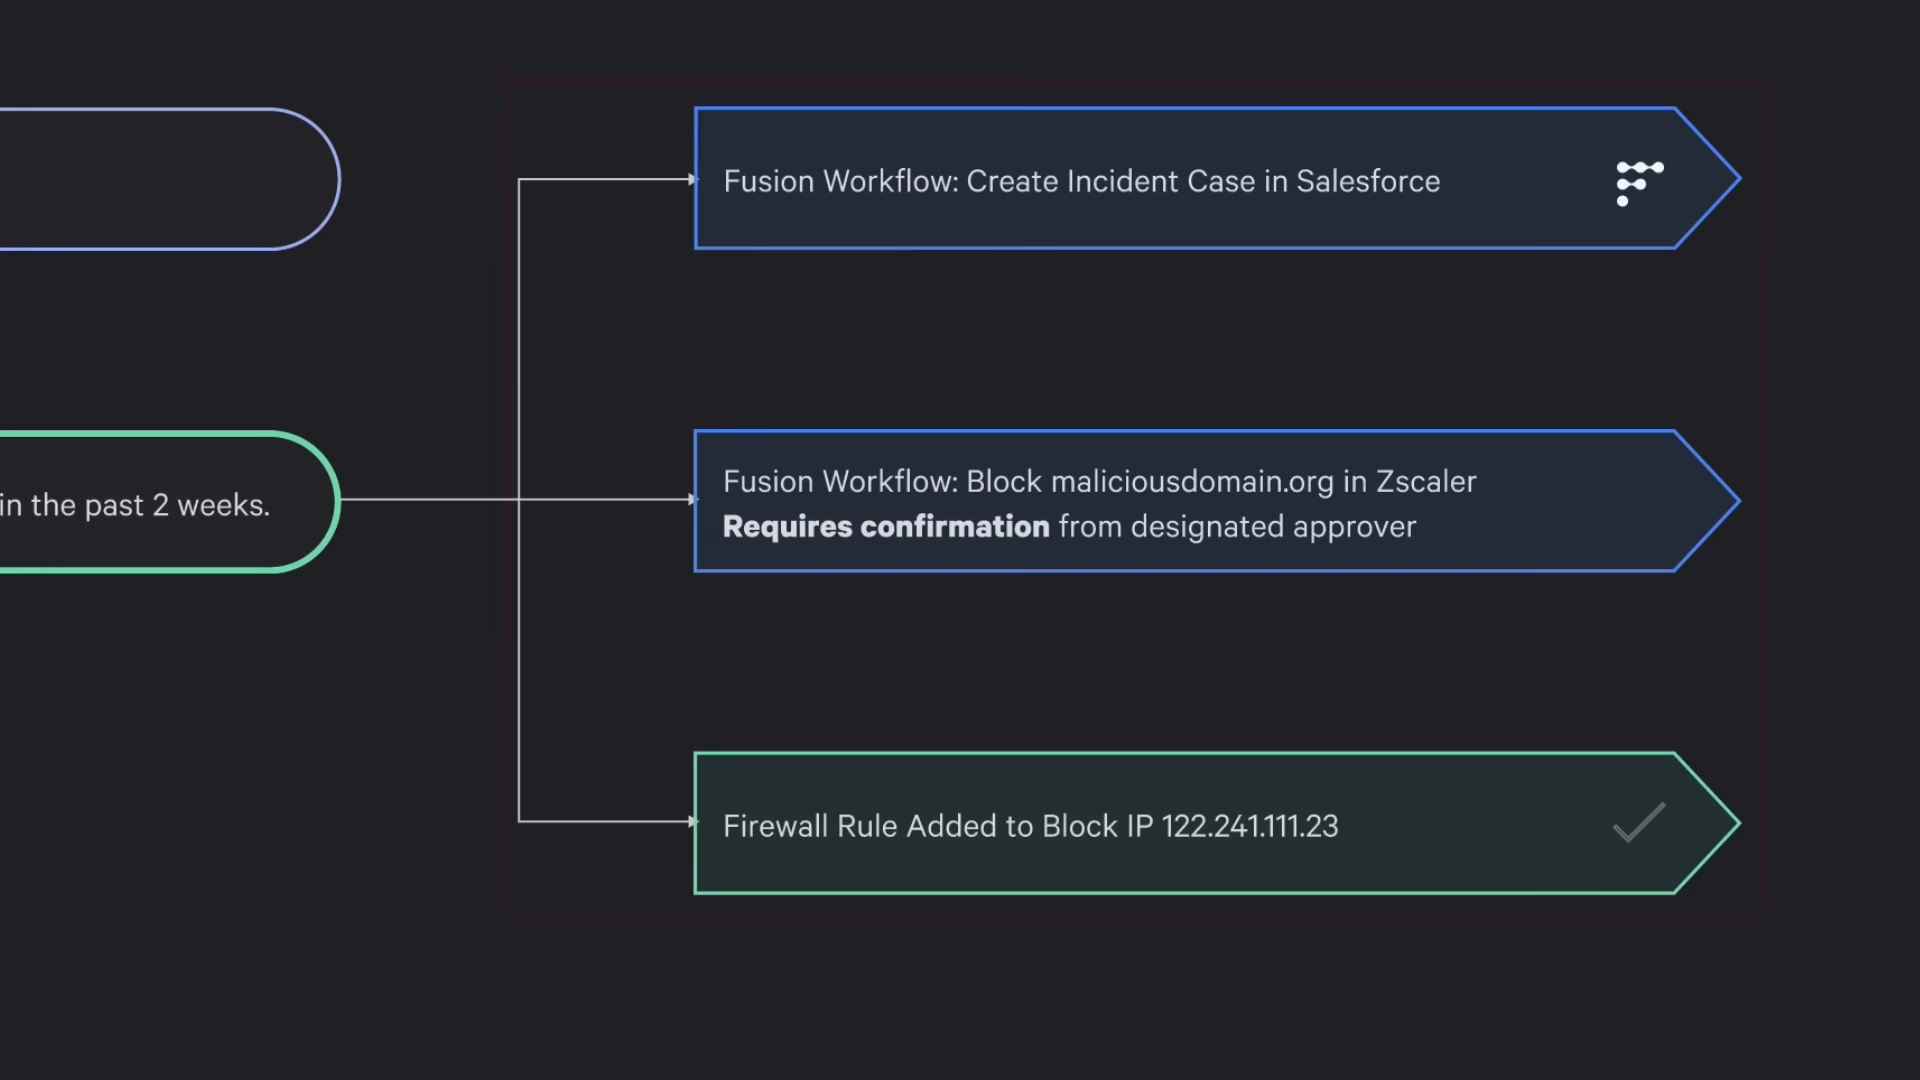 Fusion Workflow: Create Incident Case in Salesforce
in the past 2 weeks.
Fusion Workflow: Block maliciousdomain.org in Zscaler
Requires confirmation from designated approver
Firewall Rule Added to Block IP 122.241.111.23